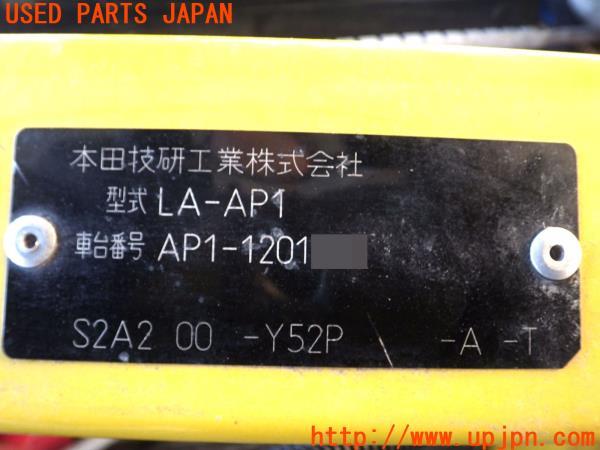 USED PARTS JAPAN
本田技研工業株式会社
型式 LA-AP1
車台番号 AP1-1201
S2A2 00 -Y52P -A -T
http://www.upjpn.com/